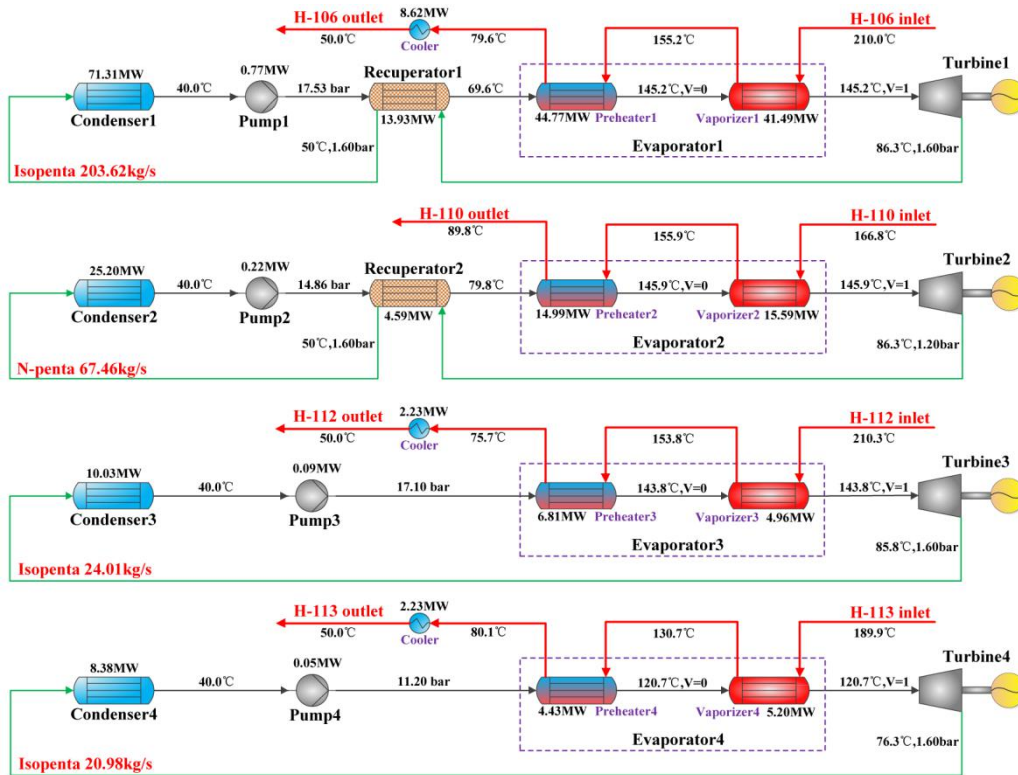 H-106 outlet
8.62MW
H-106 inlet
50.0℃
Cooler
79.6℃
155.2℃
210.0℃
71.31MW
0.77MW
Recuperator1
Turbine1
40.0℃
17.53 bar
69.6℃
145.2℃,V=0
145.2℃,V=1
Condenser1
Pump1
13.93MW
44.77MW
Preheater1
Vaporizer1
41.49MW
50℃,1.60bar
Evaporator1
86.3℃,1.60bar
Isopenta 203.62kg/s
H-110 outlet
H-110 inlet
89.8℃
155.9℃
166.8℃
25.20MW
0.22MW
Recuperator2
Turbine2
40.0℃
14.86 bar
79.8℃
145.9℃,V=0
145.9℃,V=1
Condenser2
Pump2
4.59MW
14.99MW
Preheater2
Vaporizer2
15.59MW
50℃,1.60bar
Evaporator2
86.3℃,1.20bar
N-penta 67.46kg/s
H-112 outlet
2.23MW
H-112 inlet
50.0℃
Cooler
75.7℃
153.8℃
210.3℃
10.03MW
0.09MW
Turbine3
40.0℃
17.10 bar
143.8℃,V=0
143.8℃,V=1
Condenser3
Pump3
6.81MW
Preheater3
Vaporizer3
4.96MW
Evaporator3
85.8℃,1.60bar
Isopenta 24.01kg/s
H-113 outlet
2.23MW
H-113 inlet
50.0℃
Cooler
80.1℃
130.7℃
189.9℃
8.38MW
0.05MW
Turbine4
40.0℃
11.20 bar
120.7℃,V=0
120.7℃,V=1
Condenser4
Pump4
4.43MW
Preheater4
Vaporizer4
5.20MW
Evaporator4
76.3℃,1.60bar
Isopenta 20.98kg/s